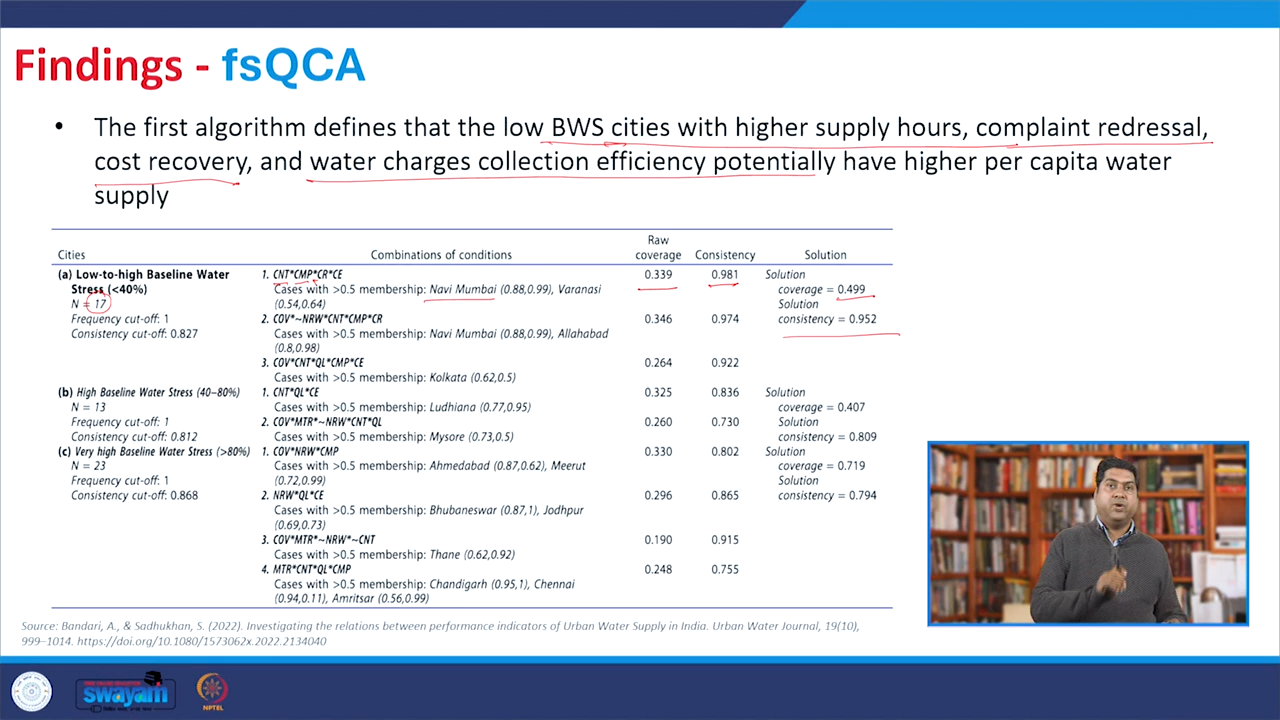 Findings - fsQCA
• The first algorithm defines that the low BWS cities with higher supply hours, complaint redressal,
cost recovery, and water charges collection efficiency potentially have higher per capita water
supply
Cities Combinations of conditions Raw coverage Consistency Solution
(a) Low-to-high Baseline Water 1. CNT*CMP*CR*CE 0.339 0.981 Solution
Stress (<40%) Cases with >0.5 membership: Navi Mumbai (0.88,0.99), Varanasi coverage = 0.499
N = 17 (0.54,0.64) Solution
Frequency cut-off: 1 2. COV*~NRW*CNT*CMP*CR 0.346 0.974 consistency = 0.952
Consistency cut-off: 0.827 Cases with >0.5 membership: Navi Mumbai (0.88,0.99), Allahabad
(0.8,0.98)
3. COV*CNT*QL*CMP*CE 0.264 0.922
Cases with >0.5 membership: Kolkata (0.62,0.5)
(b) High Baseline Water Stress (40–80%) 1. CNT*QL*CE 0.325 0.836 Solution
N = 13 Cases with >0.5 membership: Ludhiana (0.77,0.95) coverage = 0.407
Frequency cut-off: 1 2. COV*MTR*~NRW*CNT*QL 0.260 0.730 Solution
Consistency cut-off: 0.812 Cases with >0.5 membership: Mysore (0.73,0.5) consistency = 0.809
(c) Very high Baseline Water Stress (>80%) 1. COV*NRW*CMP 0.330 0.802 Solution
N = 23 Cases with >0.5 membership: Ahmedabad (0.87,0.62), Meerut coverage = 0.719
Frequency cut-off: 1 (0.72,0.99) Solution
Consistency cut-off: 0.868 2. NRW*QL*CE 0.296 0.865 consistency = 0.794
Cases with >0.5 membership: Bhubaneswar (0.87,1), Jodhpur
(0.69,0.73)
3. COV*MTR*~NRW*~CNT 0.190 0.915
Cases with >0.5 membership: Thane (0.62,0.92)
4. MTR*CNT*QL*CMP 0.248 0.755
Cases with >0.5 membership: Chandigarh (0.95,1), Chennai
(0.94,0.11), Amritsar (0.56,0.99)
Source: Bandari, A., & Sadhukhan, S. (2022). Investigating the relations between performance indicators of Urban Water Supply in India. Urban Water Journal, 19(10),
999–1014. https://doi.org/10.1080/1573062x.2022.2134040
swayam
NPTEL